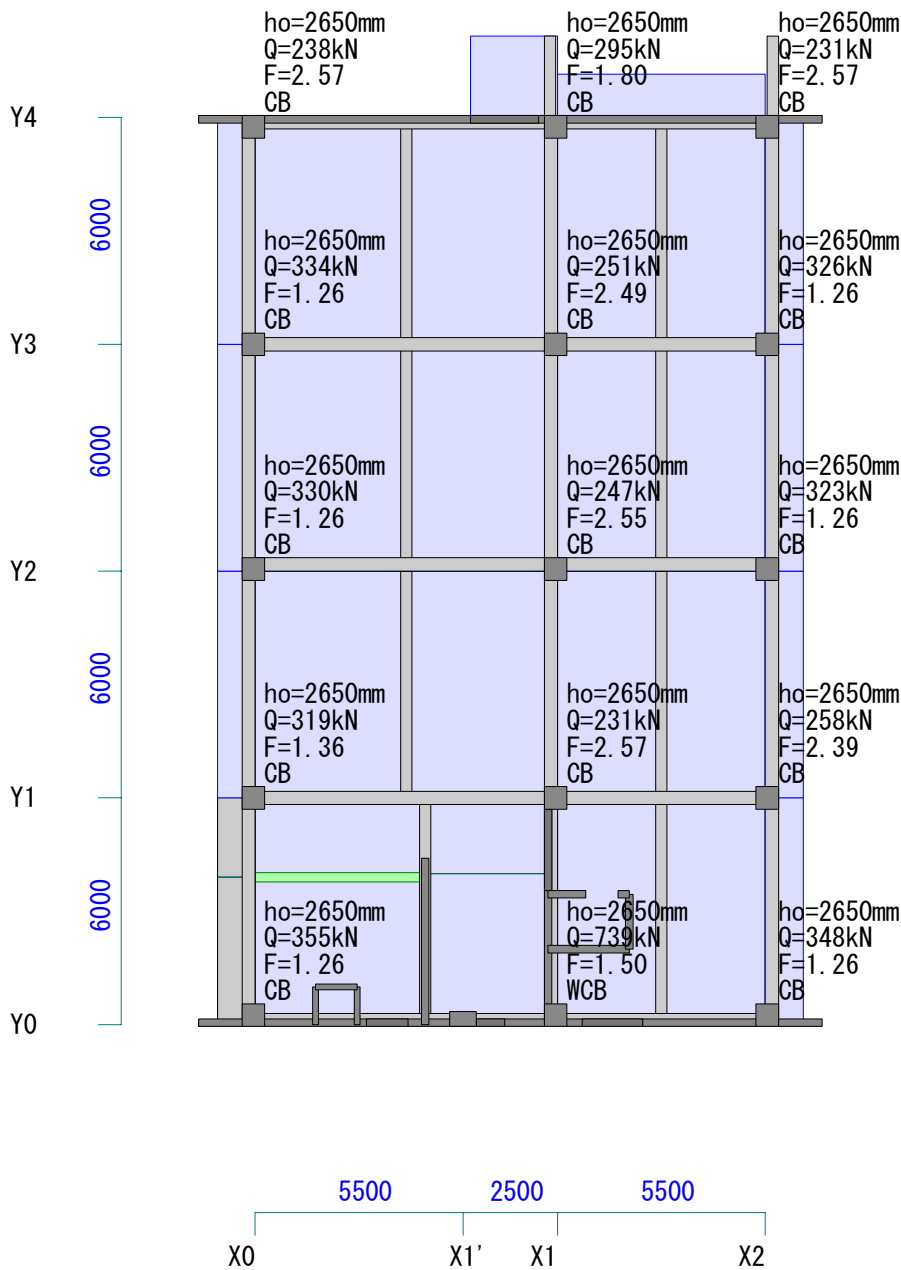 ho=2650mm
Q=238kN
F=2.57
CB
ho=2650mm
Q=295kN
F=1.80
CB
ho=2650mm
Q=231kN
F=2.57
CB
Y4
6000
ho=2650mm
Q=334kN
F=1.26
CB
ho=2650mm
Q=251kN
F=2.49
CB
ho=2650mm
Q=326kN
F=1.26
CB
Y3
6000
ho=2650mm
Q=330kN
F=1.26
CB
ho=2650mm
Q=247kN
F=2.55
CB
ho=2650mm
Q=323kN
F=1.26
CB
Y2
6000
ho=2650mm
Q=319kN
F=1.36
CB
ho=2650mm
Q=231kN
F=2.57
CB
ho=2650mm
Q=258kN
F=2.39
CB
Y1
6000
ho=2650mm
Q=355kN
F=1.26
CB
ho=2650mm
Q=739kN
F=1.50
WCB
ho=2650mm
Q=348kN
F=1.26
CB
Y0
5500
2500
5500
X0
X1'
X1
X2